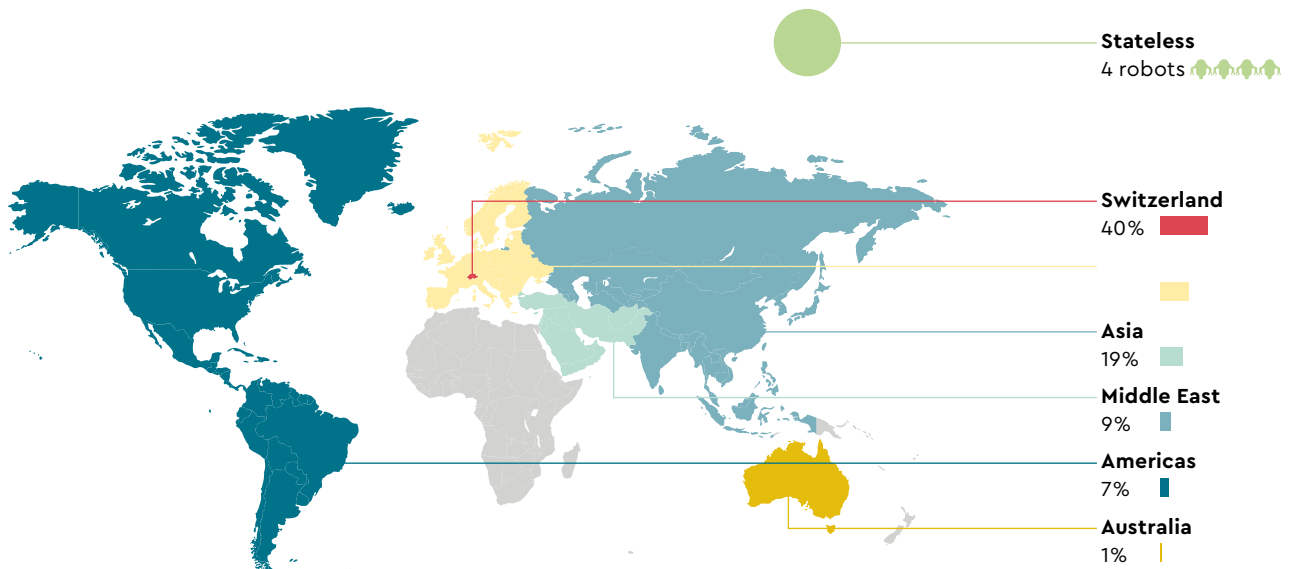 Stateless
4 robots
Switzerland
40%
Asia
19%
Middle East
9%
Americas
7%
Australia
1%